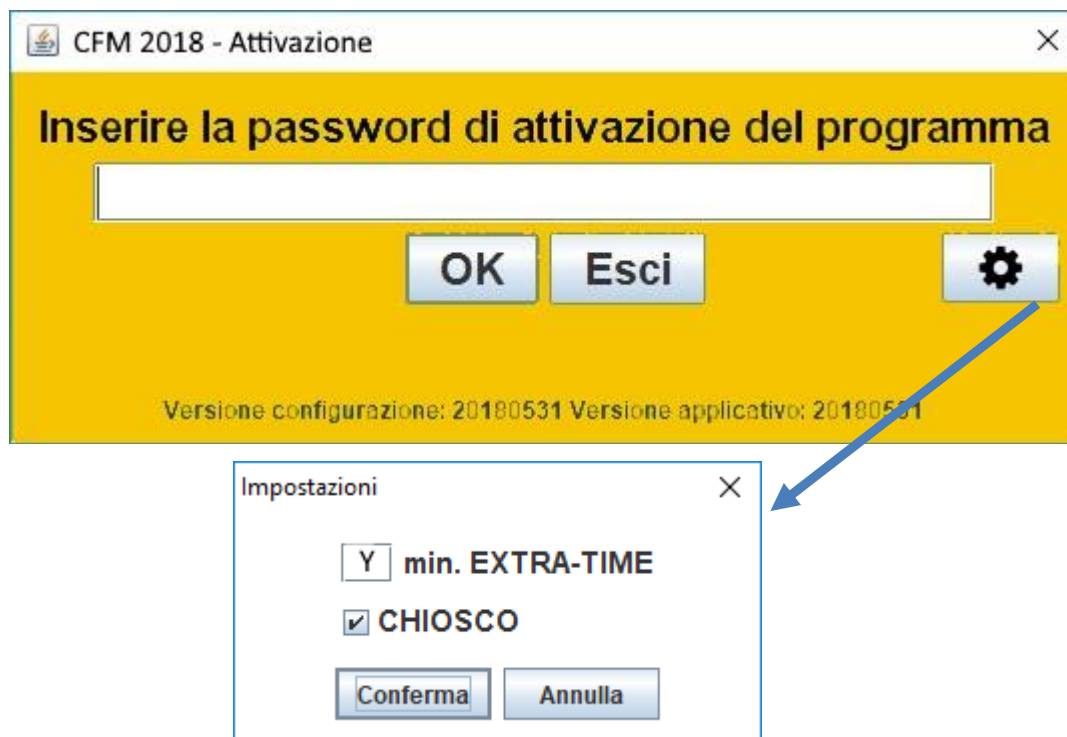 CFM 2018 - Attivazione
Inserire la password di attivazione del programma
OK Esci
Versione configurazione: 20180531 Versione applicativo: 20180531
Impostazioni
Y min. EXTRA-TIME
CHIOSCO
Conferma Annulla